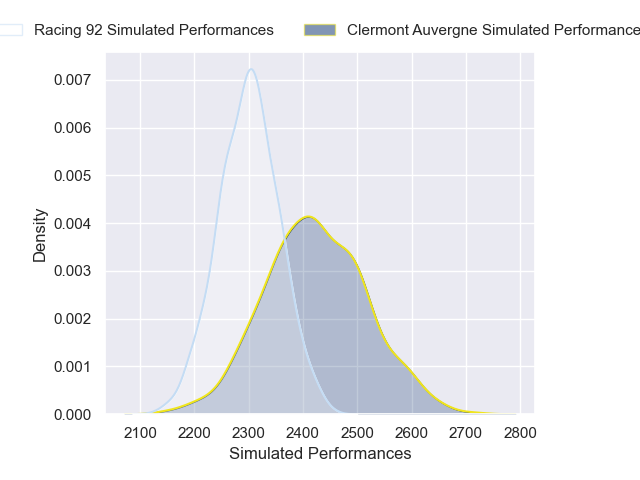 Racing 92 Simulated Performances
Clermont Auvergne Simulated Performance
0.007
0.006
0.005
0.004
0.003
0.002
0.001
0.000
Density
2100 2200 2300 2400 2500 2600 2700 2800
Simulated Performances